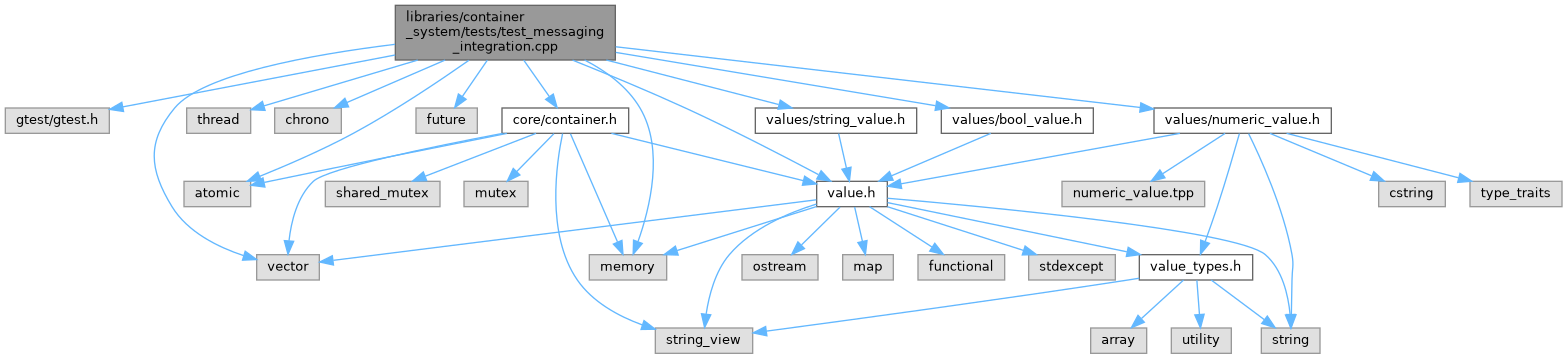 libraries/container
_system/tests/test_messaging
_integration.cpp
gtest/gtest.h
thread
chrono
future
core/container.h
values/string_value.h
values/bool_value.h
values/numeric_value.h
atomic
shared_mutex
mutex
value.h
numeric_value.tpp
cstring
type_traits
vector
memory
ostream
map
functional
stdexcept
value_types.h
string_view
array
utility
string